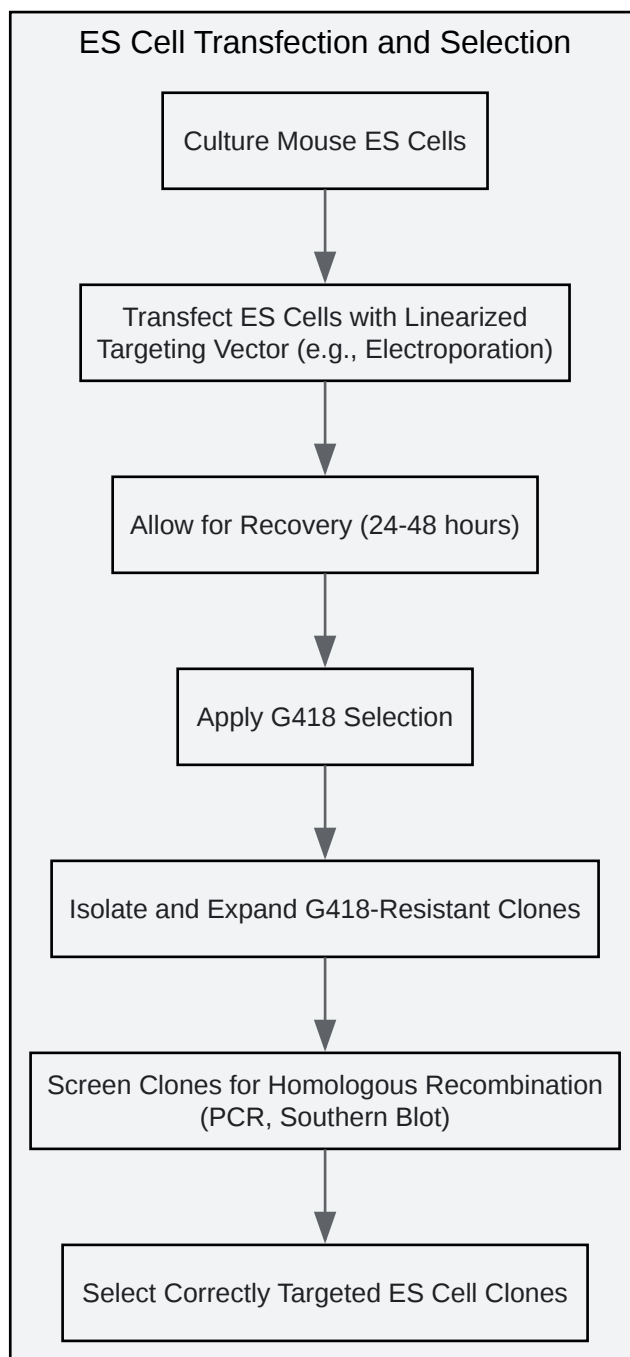 ES Cell Transfection and Selection
Culture Mouse ES Cells
Transfect ES Cells with Linearized
Targeting Vector (e.g., Electroporation)
Allow for Recovery (24-48 hours)
Apply G418 Selection
Isolate and Expand G418-Resistant Clones
Screen Clones for Homologous Recombination
(PCR, Southern Blot)
Select Correctly Targeted ES Cell Clones